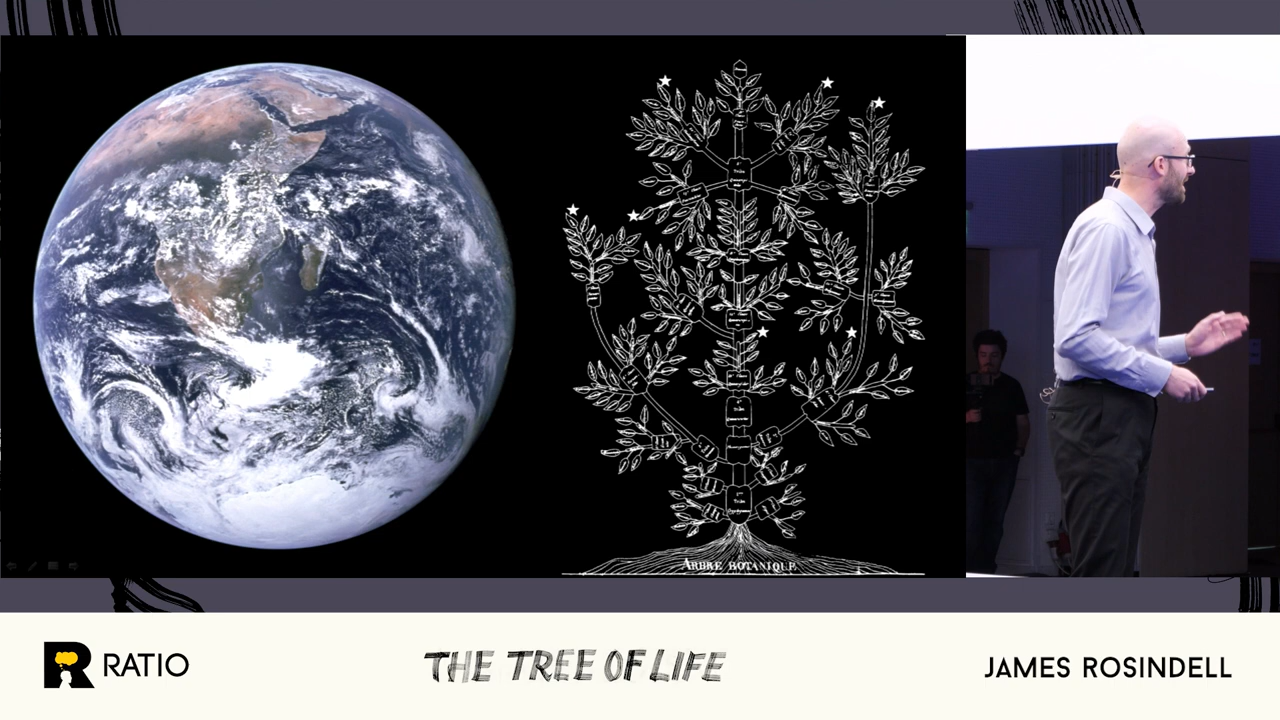 ARBRE BOTANIQUE
RATIO
THE TREE OF LIFE
JAMES ROSINDELL